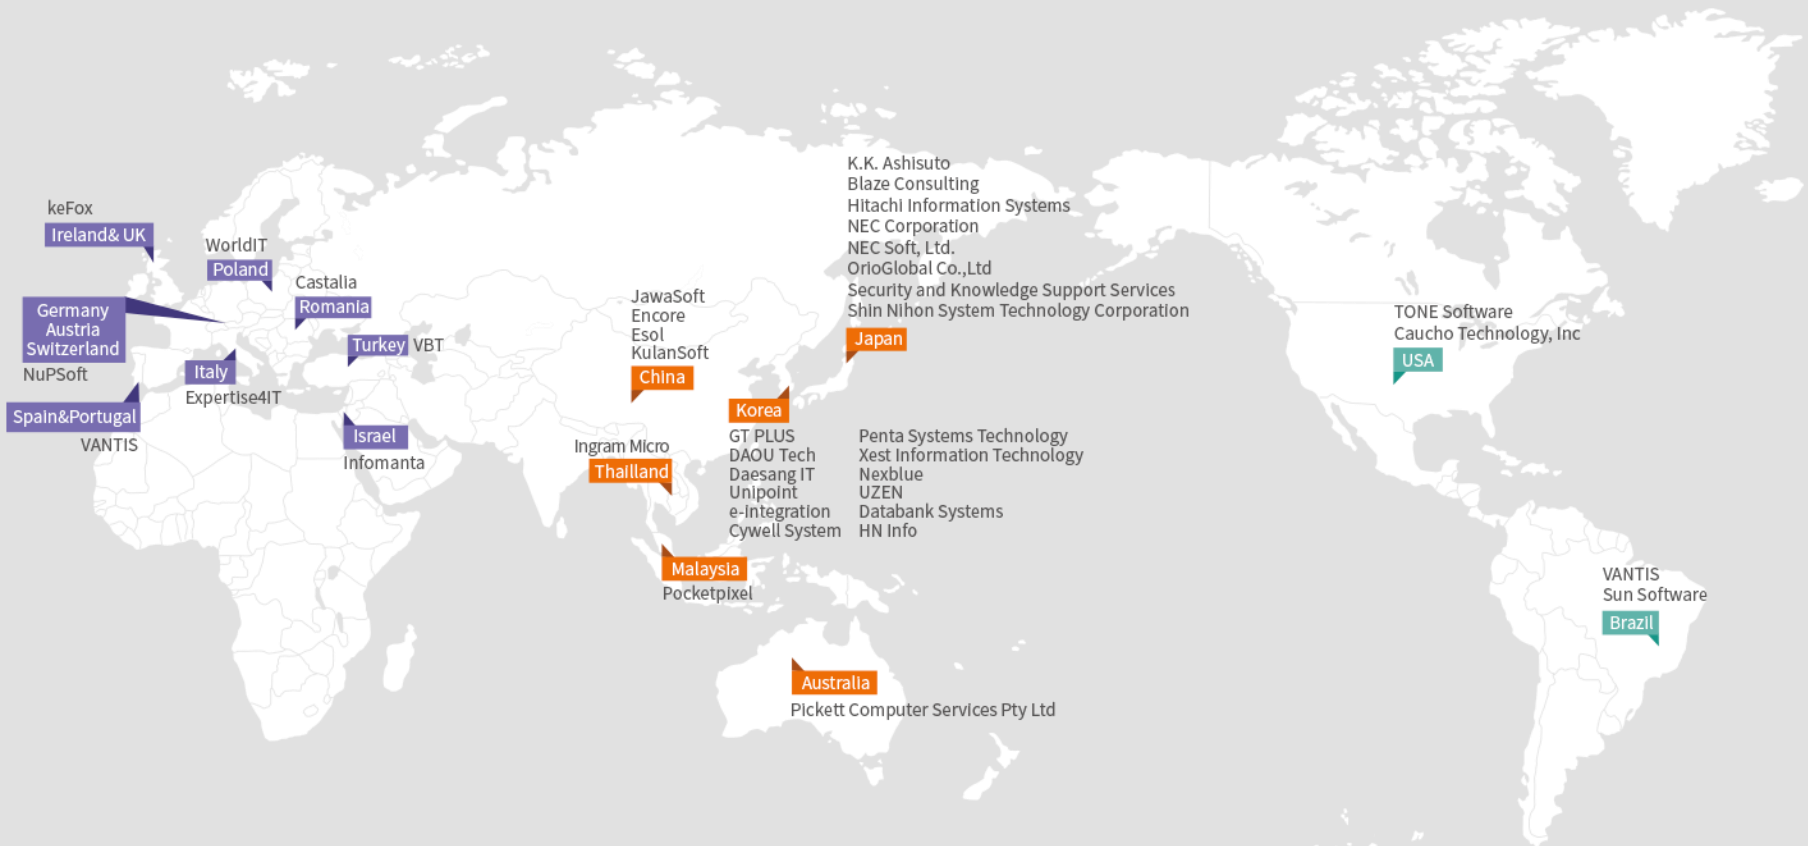 keFox
Ireland& UK
WorldIT
Poland
Castalia
Romania
Germany
Austria
Switzerland
NuPSoft
Turkey VBT
Italy
Expertise4IT
Spain&Portugal
VANTIS
Israel
Infomanta
JawaSoft
Encore
Esol
KulanSoft
China
K.K. Ashisuto
Blaze Consulting
Hitachi Information Systems
NEC Corporation
NEC Soft, Ltd.
OrioGlobal Co.,Ltd
Security and Knowledge Support Services
Shin Nihon System Technology Corporation
Japan
Korea
GT PLUS
DAOU Tech
Daesang IT
Unipoint
e-integration
Cywell System
Penta Systems Technology
Xest Information Technology
Nexblue
UZEN
Databank Systems
HN Info
Ingram Micro
Thailland
Malaysia
Pocketpixel
Australia
Pickett Computer Services Pty Ltd
TONE Software
Caucho Technology, Inc
USA
VANTIS
Sun Software
Brazil